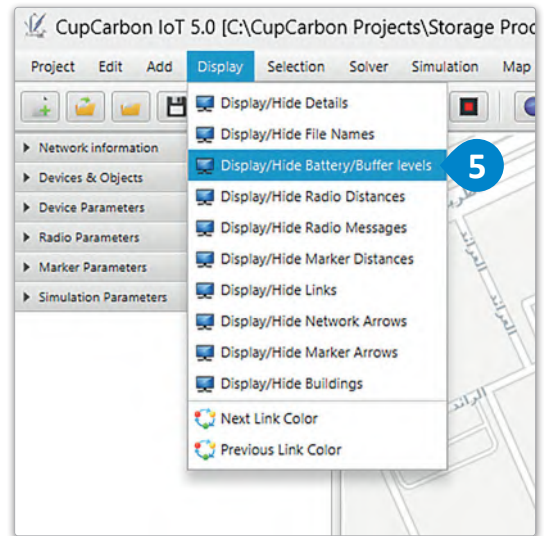 CupCarbon IoT 5.0 [C:\CupCarbon Projects\Storage Proc
Project Edit Add Display Selection Solver Simulation Map
Network information
Devices & Objects
Device Parameters
Radio Parameters
Marker Parameters
Simulation Parameters
Display/Hide Details
Display/Hide File Names
Display/Hide Battery/Buffer levels
5
Display/Hide Radio Distances
Display/Hide Radio Messages
Display/Hide Marker Distances
Display/Hide Links
Display/Hide Network Arrows
Display/Hide Marker Arrows
Display/Hide Buildings
Next Link Color
Previous Link Color
العرائد
الرائد